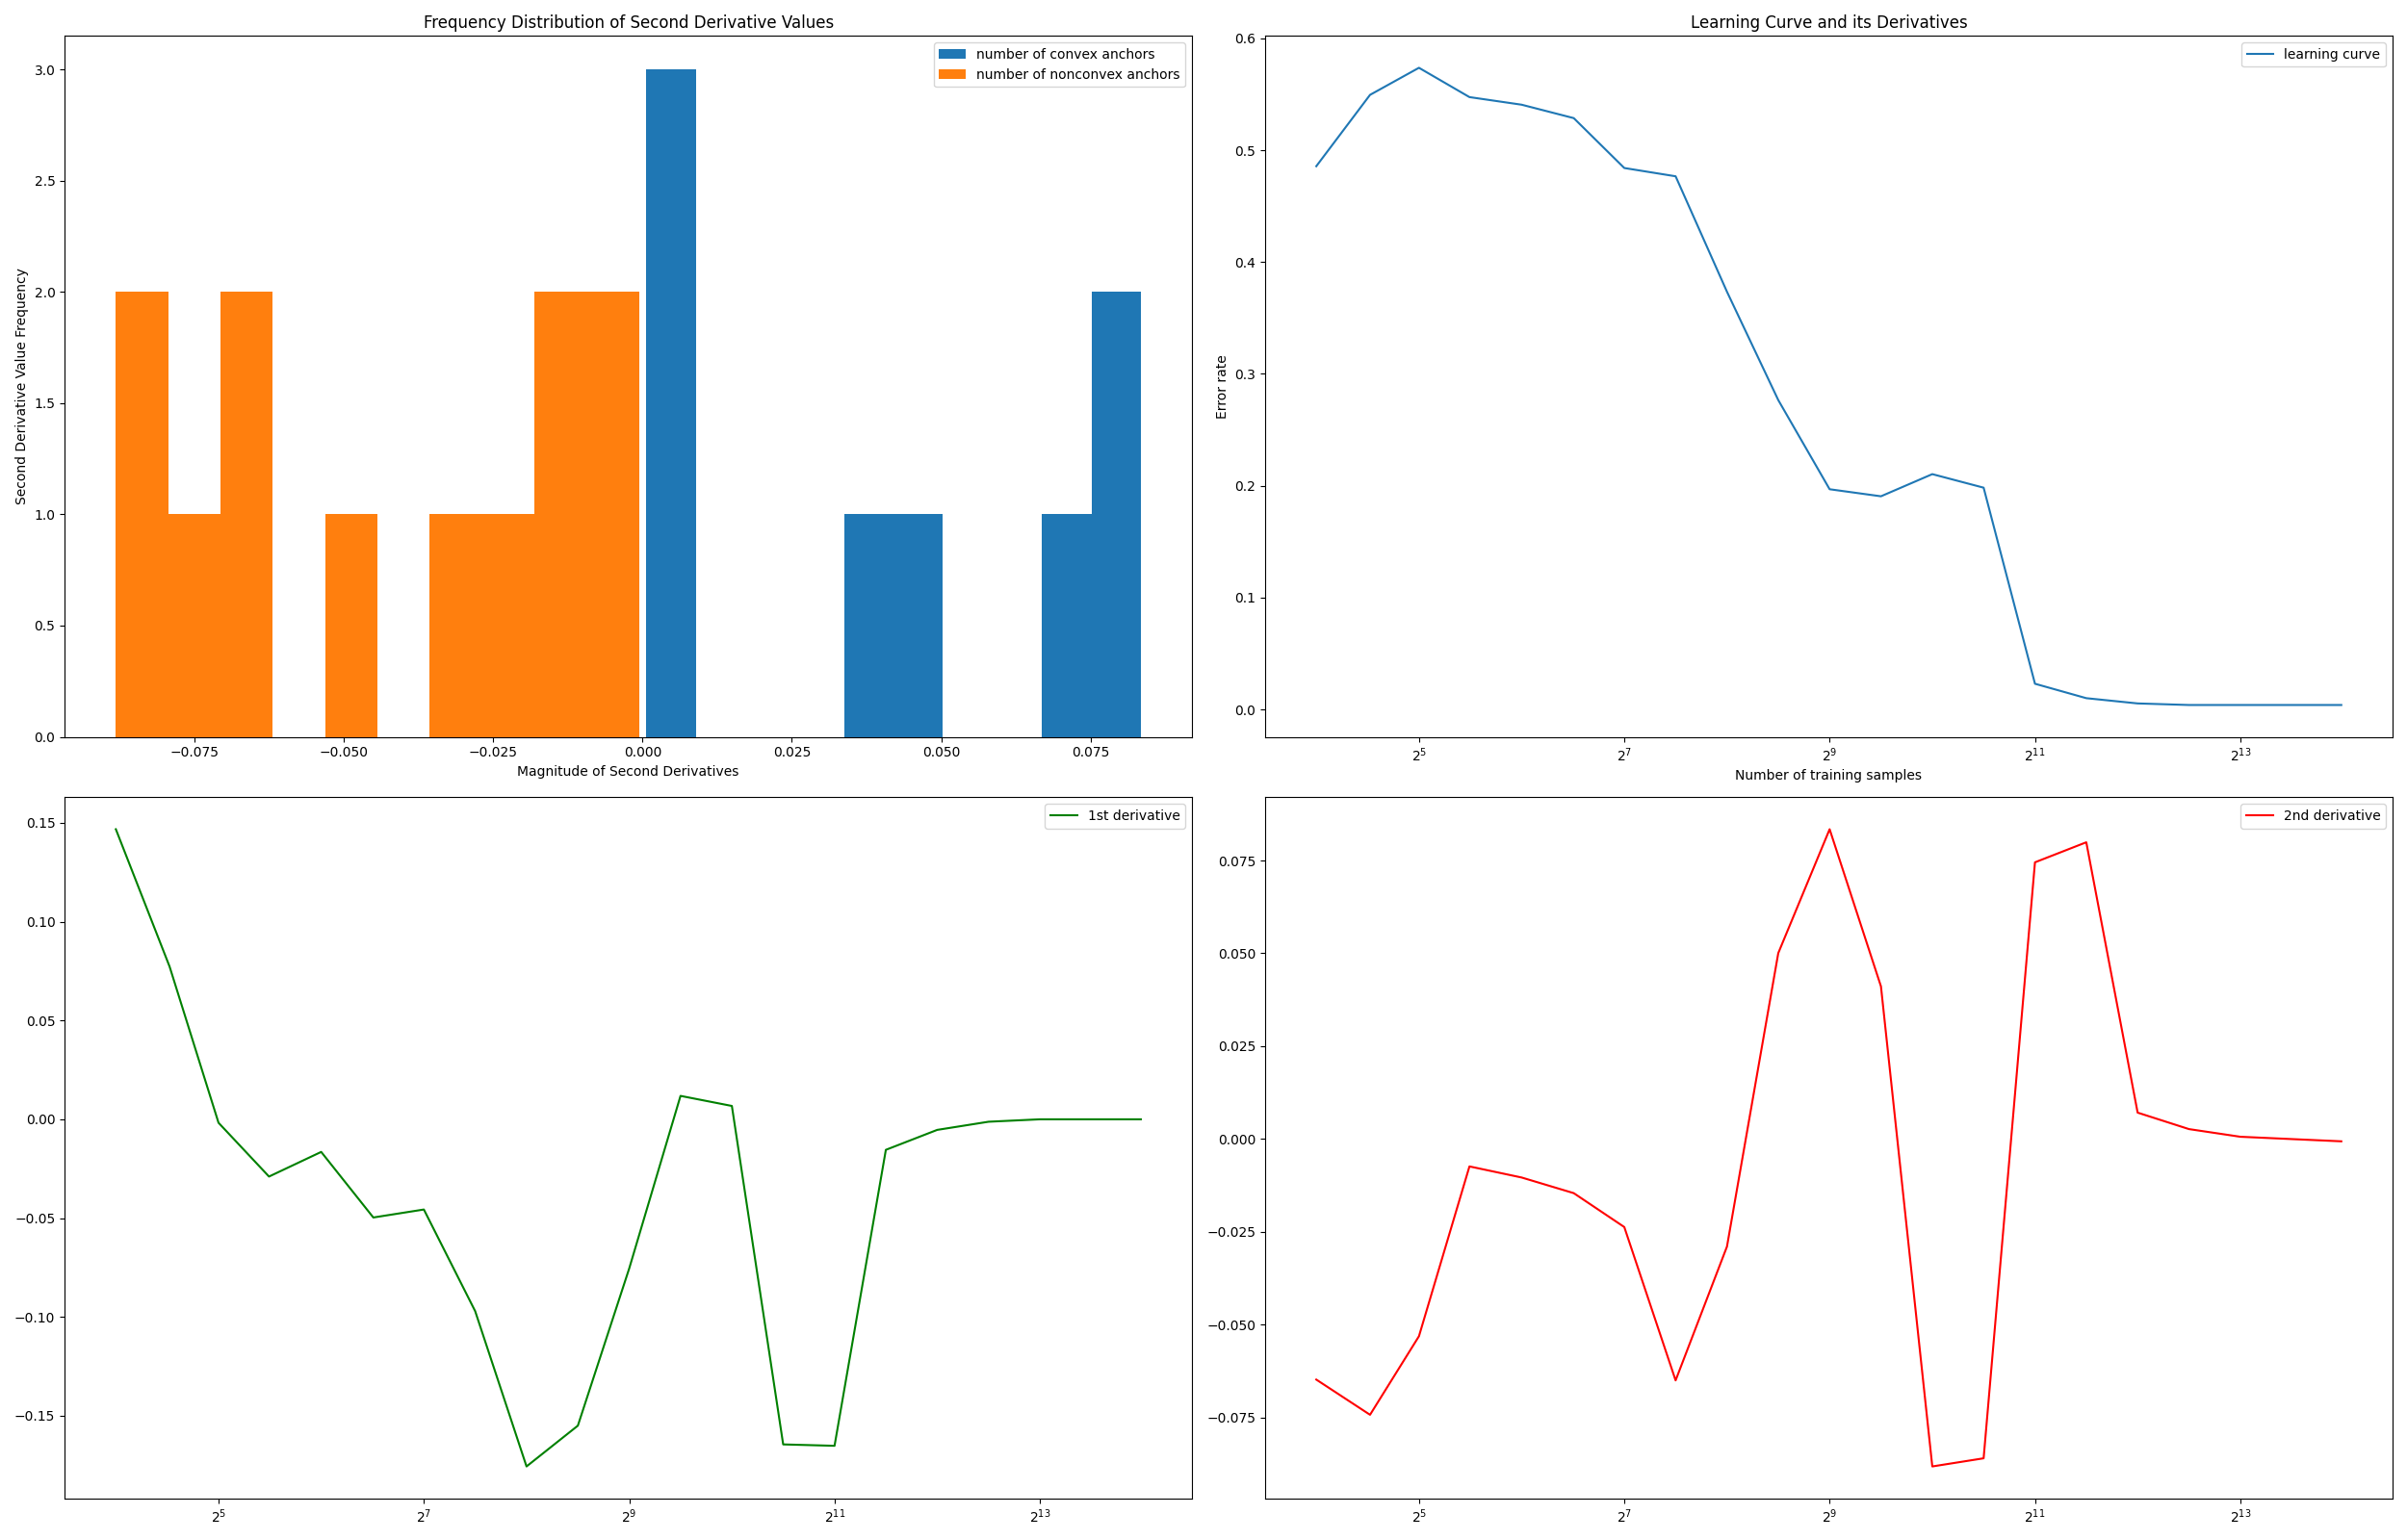 Frequency Distribution of Second Derivative Values
number of convex anchors
number of nonconvex anchors
Second Derivative Value Frequency
3.0
2.5
2.0
1.5
1.0
0.5
0.0
−0.075 −0.050 −0.025 0.000 0.025 0.050 0.075
Magnitude of Second Derivatives
Learning Curve and its Derivatives
learning curve
Error rate
0.6
0.5
0.4
0.3
0.2
0.1
0.0
2^5 2^7 2^9 2^11 2^13
Number of training samples
1st derivative
0.15
0.10
0.05
0.00
−0.05
−0.10
−0.15
2^5 2^7 2^9 2^11 2^13
2nd derivative
0.075
0.050
0.025
0.000
−0.025
−0.050
−0.075
2^5 2^7 2^9 2^11 2^13